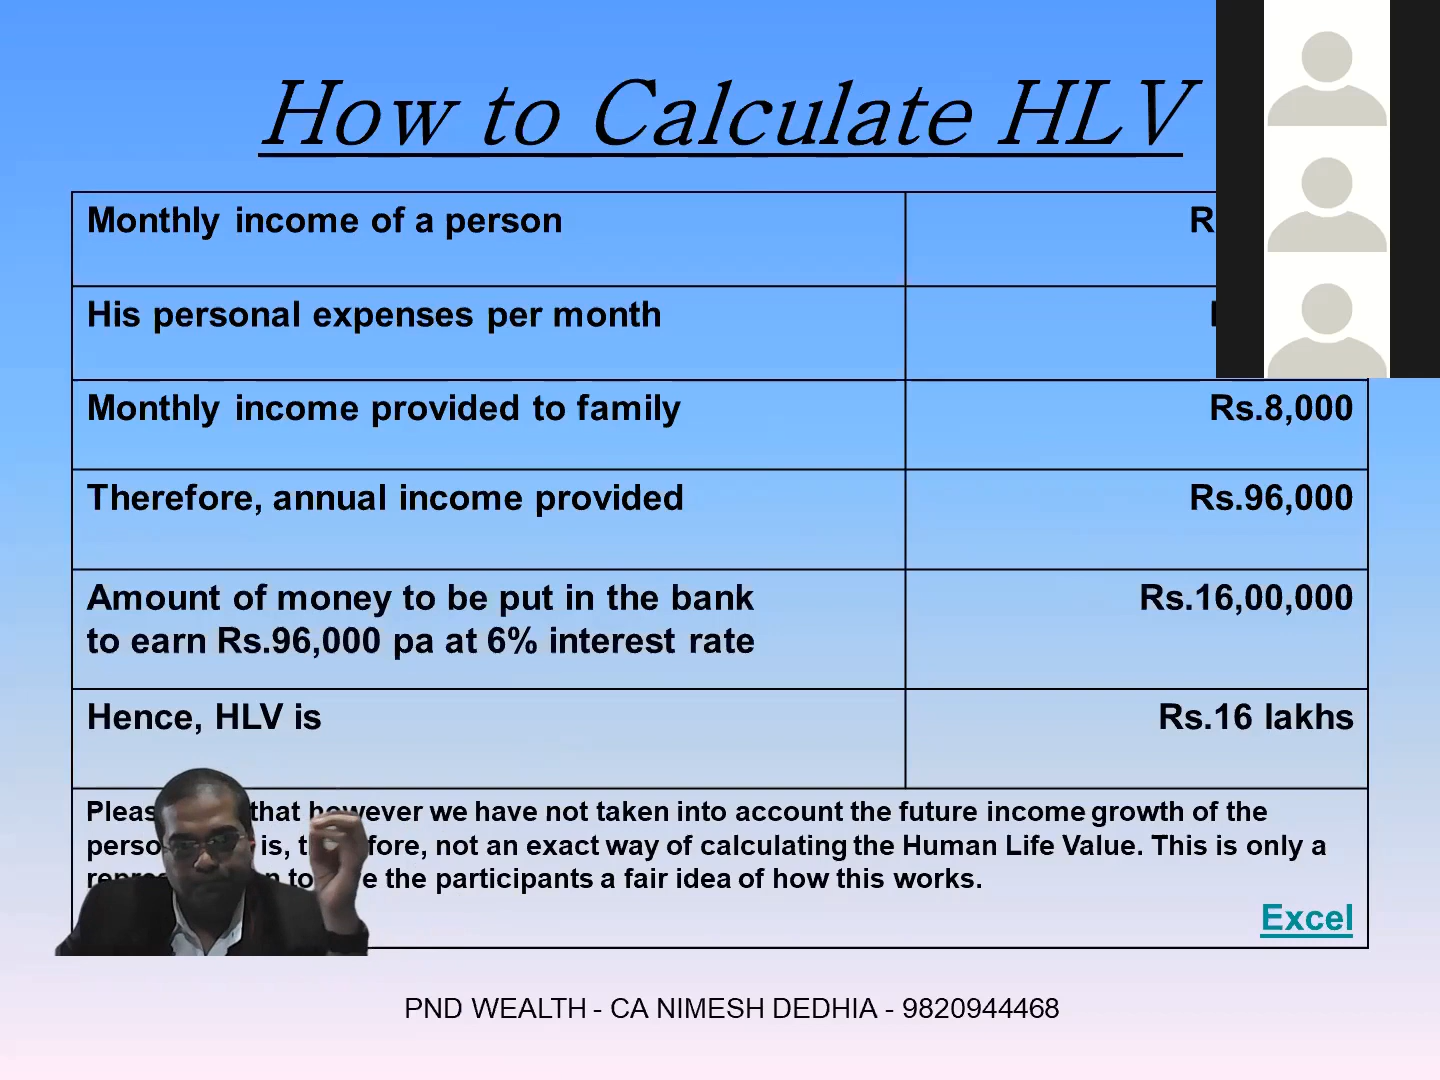 How to Calculate HLV
Monthly income of a person
His personal expenses per month
Monthly income provided to family Rs.8,000
Therefore, annual income provided Rs.96,000
Amount of money to be put in the bank Rs.16,00,000
to earn Rs.96,000 pa at 6% interest rate
Hence, HLV is Rs.16 lakhs
that however we have not taken into account the future income growth of the
is, not an exact way of calculating the Human Life Value. This is only a
the participants a fair idea of how this works.
Excel
PND WEALTH - CA NIMESH DEDHIA - 9820944468